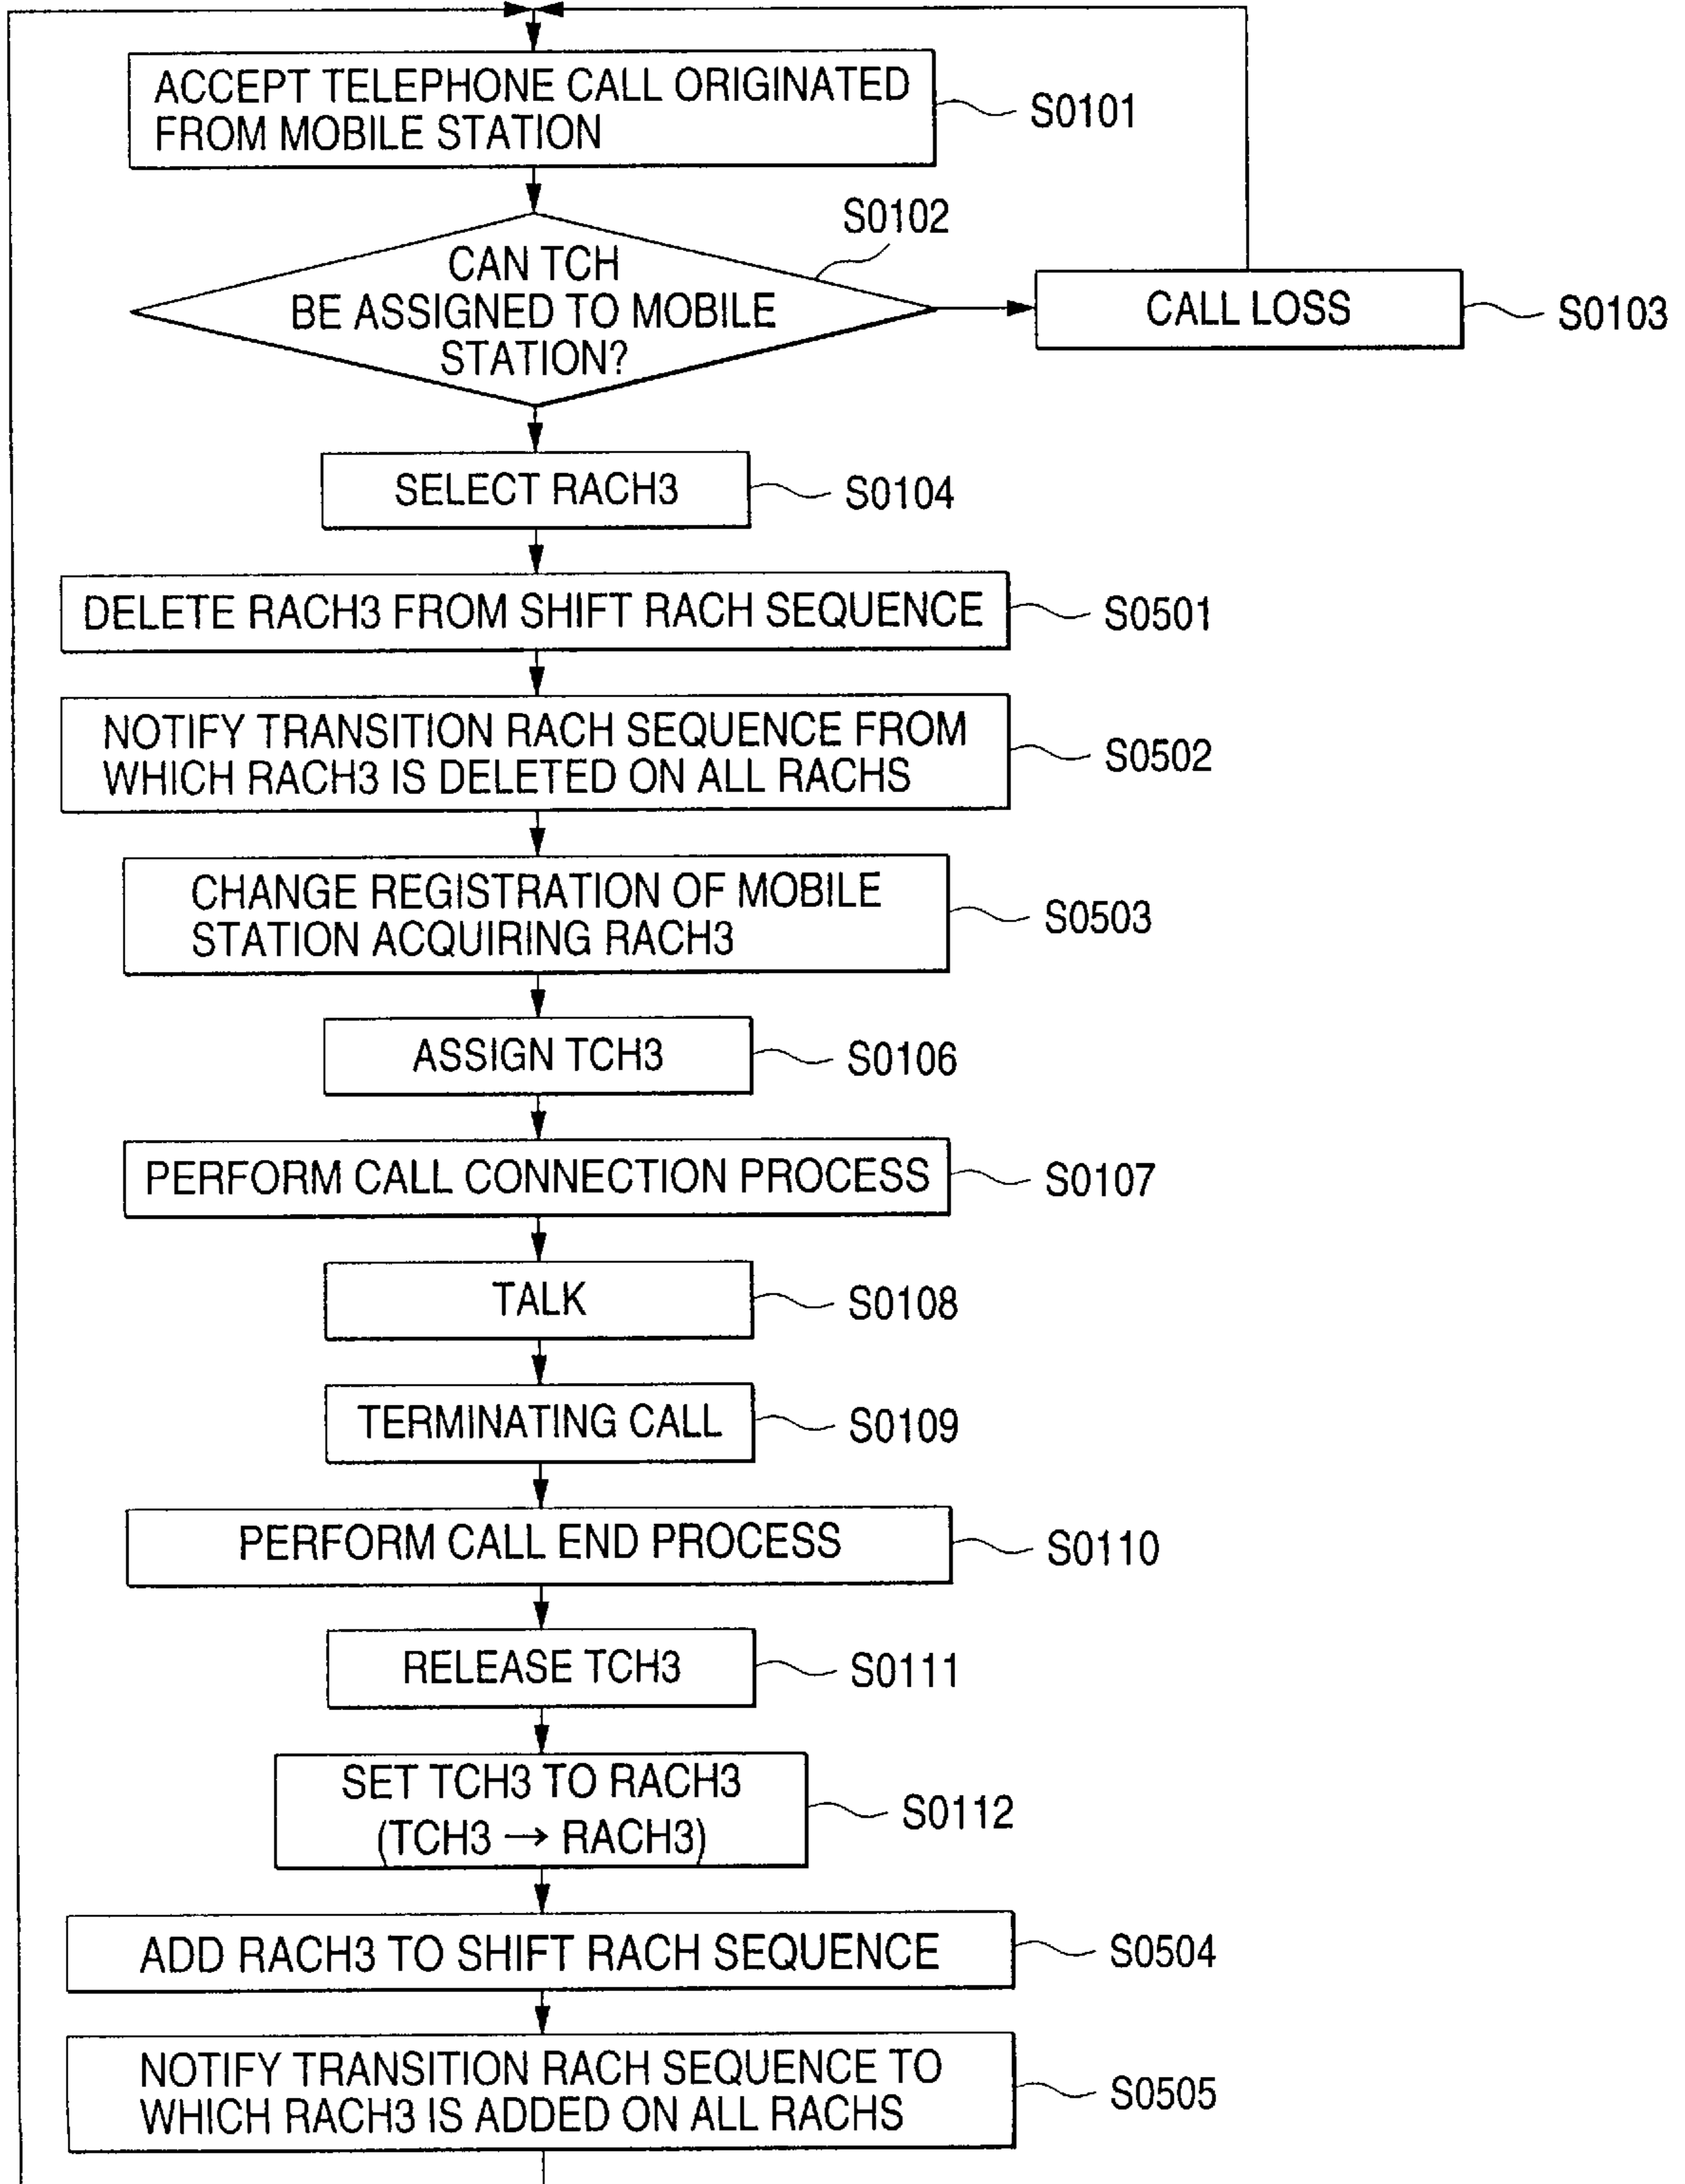 ACCEPT TELEPHONE CALL ORIGINATED
FROM MOBILE STATION
S0101
S0102
CAN TCH
BE ASSIGNED TO MOBILE
STATION?
CALL LOSS
S0103
SELECT RACH3
S0104
DELETE RACH3 FROM SHIFT RACH SEQUENCE
S0501
NOTIFY TRANSITION RACH SEQUENCE FROM
WHICH RACH3 IS DELETED ON ALL RACHS
S0502
CHANGE REGISTRATION OF MOBILE
STATION ACQUIRING RACH3
S0503
ASSIGN TCH3
S0106
PERFORM CALL CONNECTION PROCESS
S0107
TALK
S0108
TERMINATING CALL
S0109
PERFORM CALL END PROCESS
S0110
RELEASE TCH3
S0111
SET TCH3 TO RACH3
(TCH3 → RACH3)
S0112
ADD RACH3 TO SHIFT RACH SEQUENCE
S0504
NOTIFY TRANSITION RACH SEQUENCE TO
WHICH RACH3 IS ADDED ON ALL RACHS
S0505